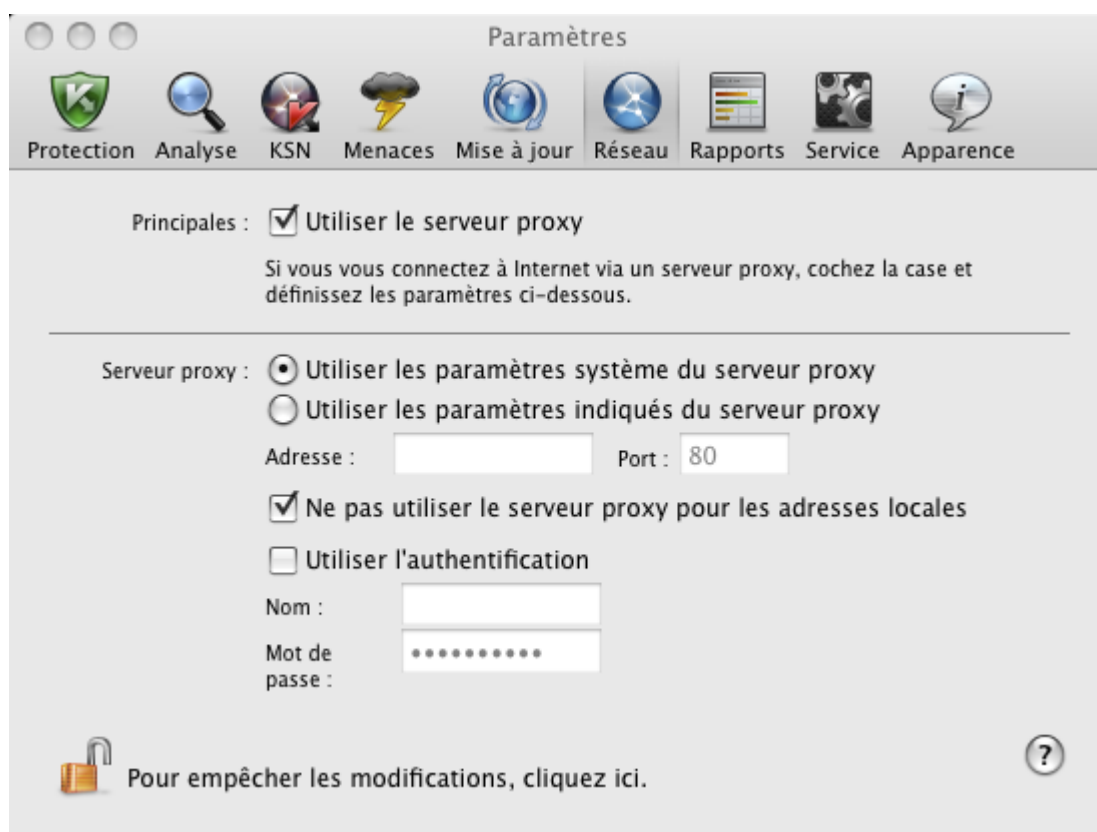 Paramètres
Protection Analyse KSN Menaces Mise à jour Réseau Rapports Service Apparence
Principales : Utiliser le serveur proxy
Si vous vous connectez à Internet via un serveur proxy, cochez la case et
définissez les paramètres ci-dessous.
Serveur proxy : Utiliser les paramètres système du serveur proxy
Utiliser les paramètres indiqués du serveur proxy
Adresse : Port : 80
Ne pas utiliser le serveur proxy pour les adresses locales
Utiliser l'authentification
Nom :
Mot de ••••••••••
passe :
Pour empêcher les modifications, cliquez ici. ?